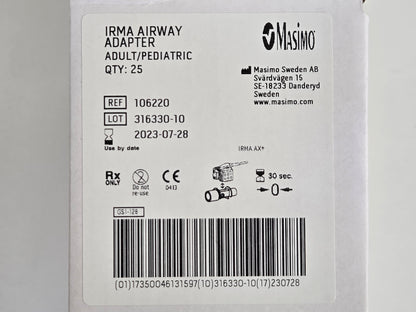 IRMA AIRWAY
ADAPTER
ADULT/PEDIATRIC
QTY: 25
MASIMO
Masimo Sweden AB
Svärdvägen 15
SE-18233 Danderyd
Sweden
www.masimo.com
REF 106220
LOT 316330-10
2023-07-28
Use by date
IRMA AX+
Rx
ONLY
2
Do not
re-use
CE
0413
30 sec.
0
GS1-128
(01)17350046131597(10)316330-10(17)230728